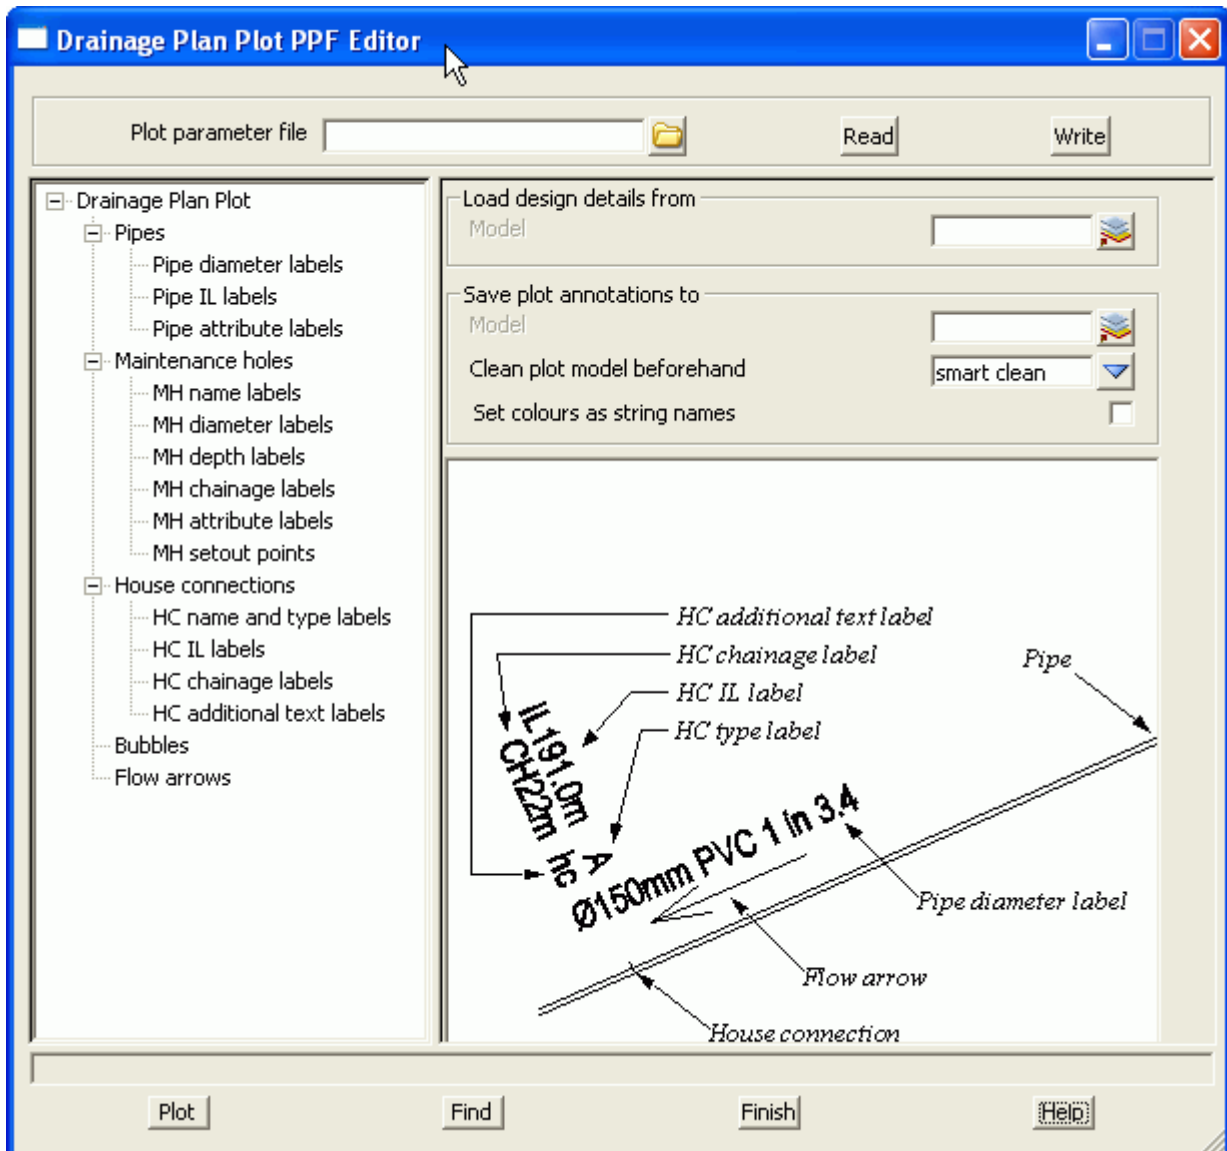 Drainage Plan Plot PPF Editor
Plot parameter file
Read
Write
Drainage Plan Plot
Pipes
Pipe diameter labels
Pipe IL labels
Pipe attribute labels
Maintenance holes
MH name labels
MH diameter labels
MH depth labels
MH chainage labels
MH attribute labels
MH setout points
House connections
HC name and type labels
HC IL labels
HC chainage labels
HC additional text labels
Bubbles
Flow arrows
Load design details from
Model
Save plot annotations to
Model
Clean plot model beforehand
smart clean
Set colours as string names
HC additional text label
HC chainage label
HC IL label
HC type label
Pipe
IL191.0m
CH22m
hc
A
Ø150mm PVC 1 in 3.4
Pipe diameter label
Flow arrow
House connection
Plot
Find
Finish
Help